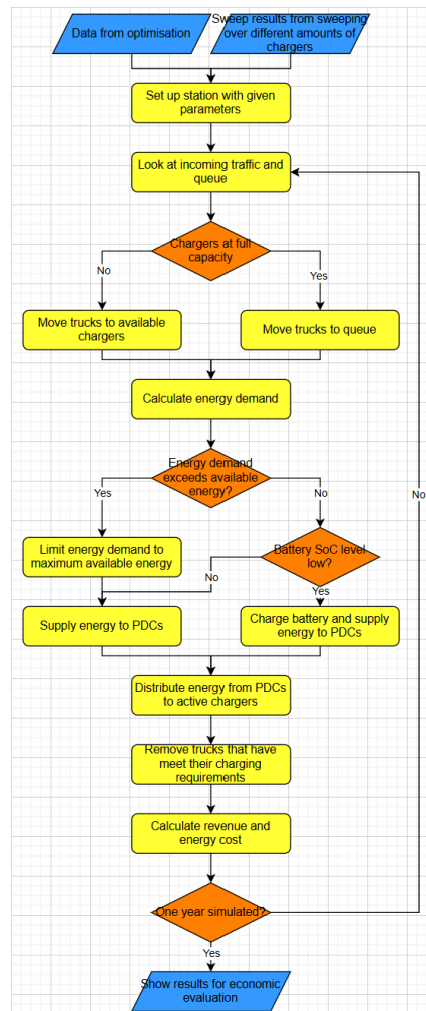 Data from optimisation
Sweep results from sweeping
over different amounts of
chargers
Set up station with given
parameters
Look at incoming traffic and
queue
Chargers at full
capacity
No
Yes
Move trucks to available
chargers
Move trucks to queue
Calculate energy demand
Energy demand
exceeds available
energy?
Yes
No
No
Limit energy demand to
maximum available energy
Battery SoC level
low?
No
Yes
Supply energy to PDCs
Charge battery and supply
energy to PDCs
Distribute energy from PDCs
to active chargers
Remove trucks that have
meet their charging
requirements
Calculate revenue and
energy cost
One year simulated?
Yes
Show results for economic
evaluation